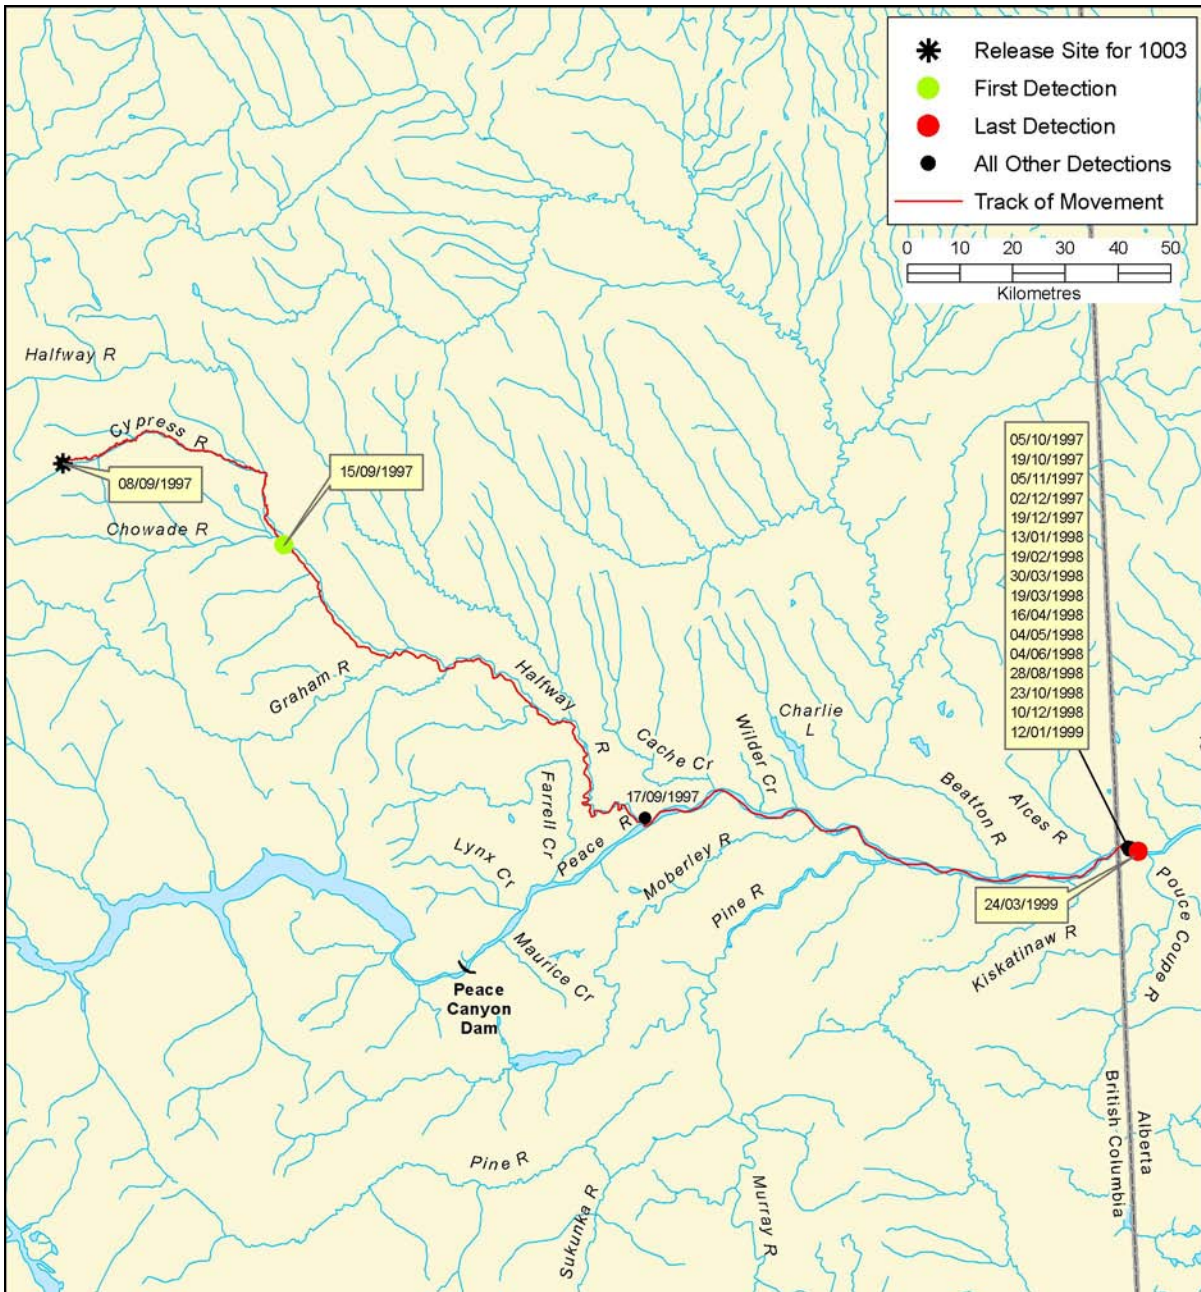 Release Site for 1003
First Detection
Last Detection
All Other Detections
Track of Movement
0 10 20 30 40 50
Kilometres
Halfway R
Cypress R
08/09/1997
15/09/1997
Chowade R
Graham R
Halfway
R
Cache Cr
Wilder Cr
Charlie
L
17/09/1997
Farrell Cr
Lynx Cr
Peace R
Moberley R
Pine R
Maurice Cr
Peace
Canyon
Dam
Beatton R
Alces R
05/10/1997
19/10/1997
05/11/1997
02/12/1997
19/12/1997
13/01/1998
19/02/1998
30/03/1998
19/03/1998
16/04/1998
04/05/1998
04/06/1998
28/08/1998
23/10/1998
10/12/1998
12/01/1999
24/03/1999
Kiskatinaw R
Pouce Coupe R
British Columbia
Alberta
Pine R
Sukunka R
Murray R